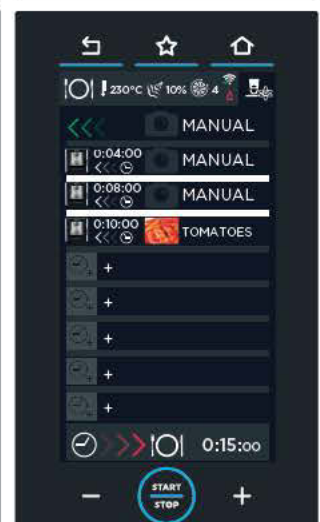 230°C 10% 4
MANUAL
0:04:00 MANUAL
0:08:00 MANUAL
0:10:00 TOMATOES
+
+
+
+
+
0:15:00
− START STOP +